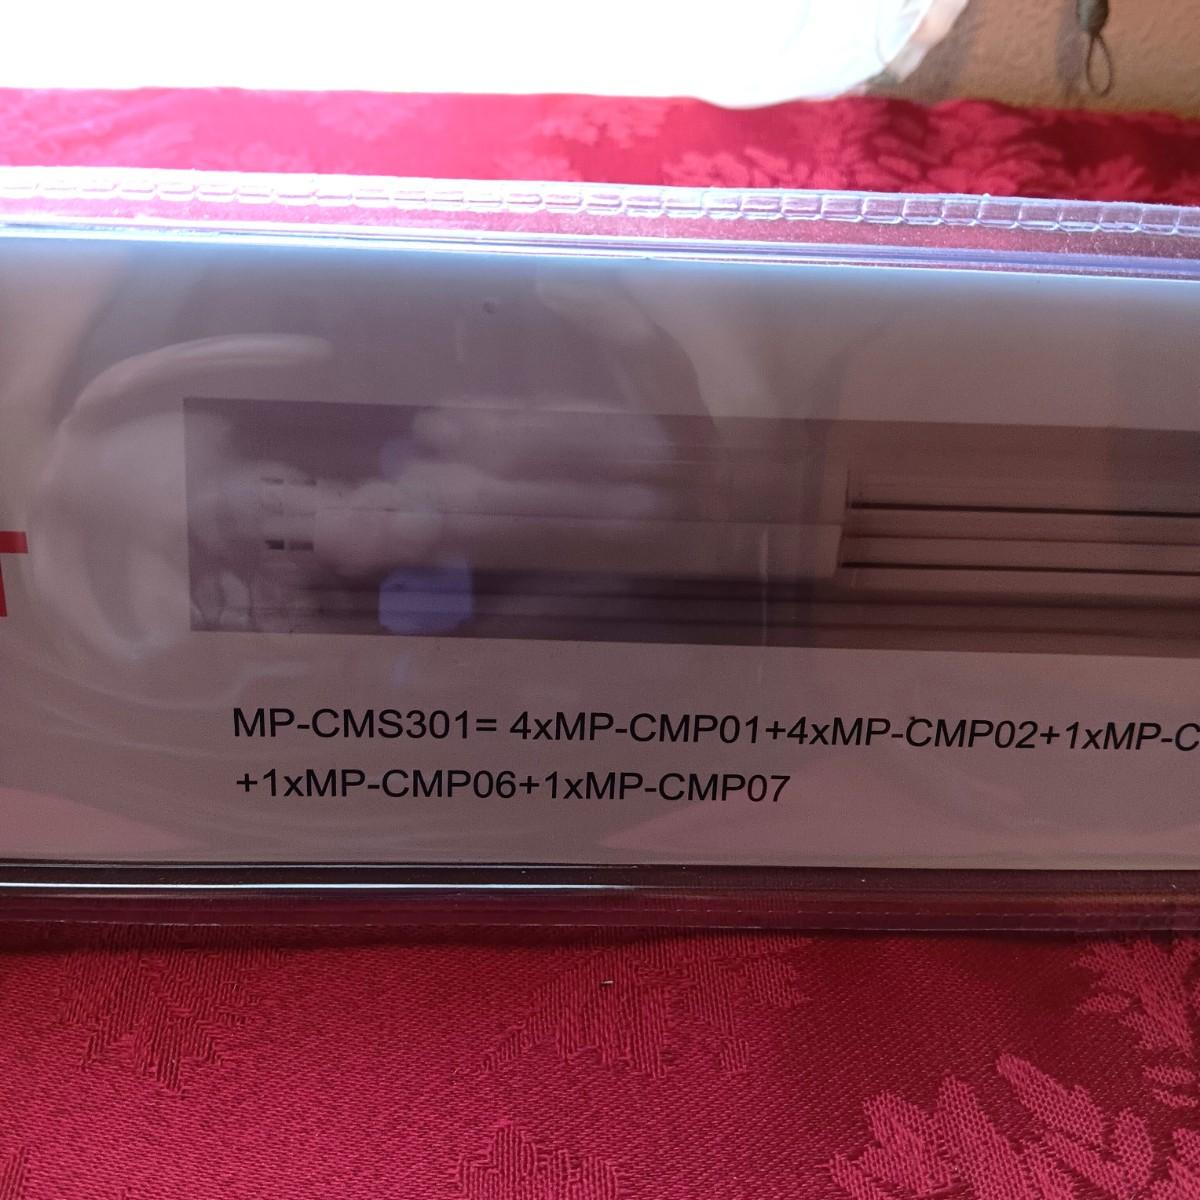 T
MP-CMS301= 4xMP-CMP01+4xMP-CMP02+1xMP-C
+1xMP-CMP06+1xMP-CMP07